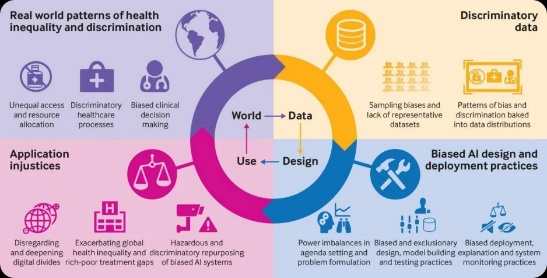 Real world patterns of health
inequality and discrimination
Unequal access
and resource
allocation
Discriminatory
healthcare
processes
Biased clinical
decision
making
Discriminatory
data
Sampling biases and
lack of representative
datasets
Patterns of bias and
discrimination baked
into data distributions
World
Data
Use
Design
Application
injustices
Disregarding
and deepening
digital divides
Exacerbating global
health inequality and
rich-poor treatment gaps
Hazardous and
discriminatory repurposing
of biased AI systems
Biased AI design and
deployment practices
Power imbalances in
agenda setting and
problem formulation
Biased and exclusionary
design, model building
and testing practices
Biased deployment,
explanation and system
monitoring practices